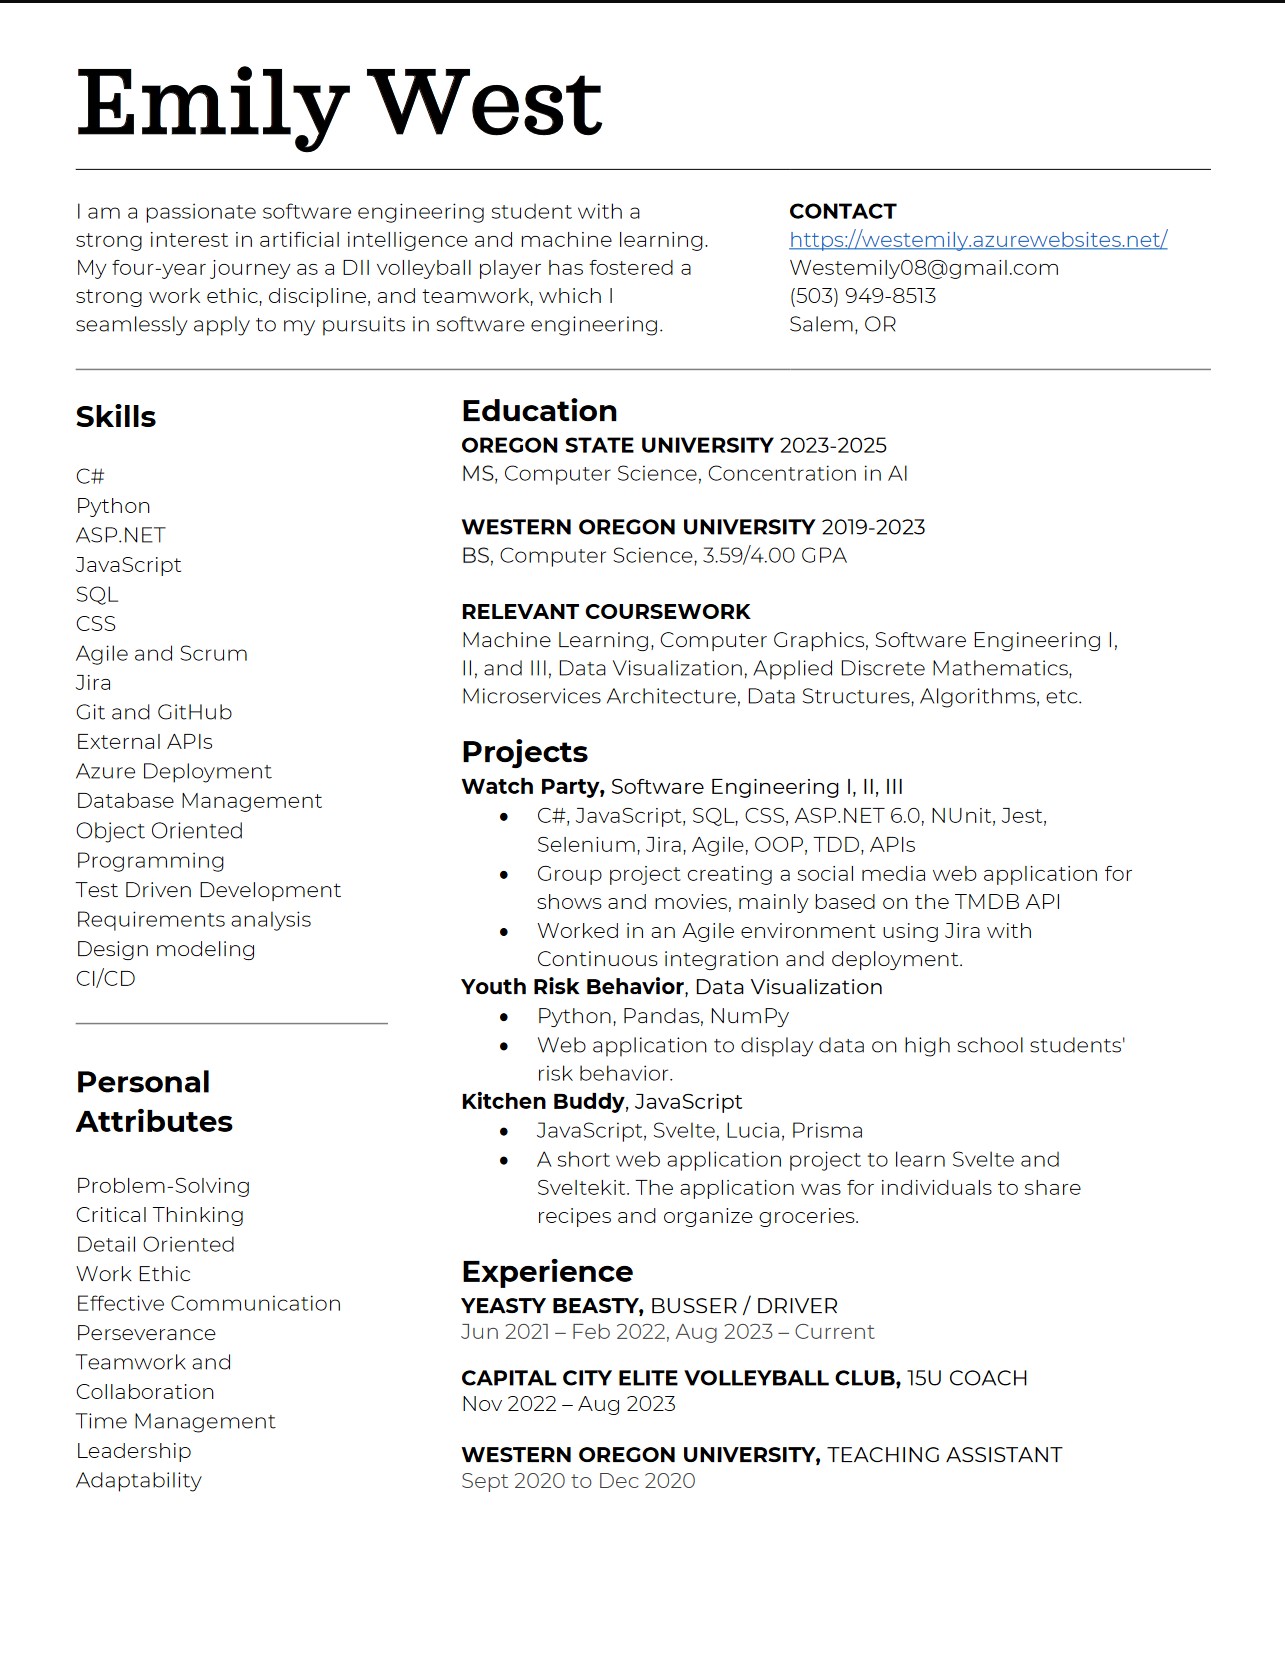 Emily West
I am a passionate software engineering student with a
strong interest in artificial intelligence and machine learning.
My four-year journey as a DII volleyball player has fostered a
strong work ethic, discipline, and teamwork, which I
seamlessly apply to my pursuits in software engineering.
CONTACT
https://westemily.azurewebsites.net/
Westemily08@gmail.com
(503) 949-8513
Salem, OR
Skills
C#
Python
ASP.NET
JavaScript
SQL
CSS
Agile and Scrum
Jira
Git and GitHub
External APIs
Azure Deployment
Database Management
Object Oriented
Programming
Test Driven Development
Requirements analysis
Design modeling
CI/CD
Personal
Attributes
Problem-Solving
Critical Thinking
Detail Oriented
Work Ethic
Effective Communication
Perseverance
Teamwork and
Collaboration
Time Management
Leadership
Adaptability
Education
OREGON STATE UNIVERSITY 2023-2025
MS, Computer Science, Concentration in AI
WESTERN OREGON UNIVERSITY 2019-2023
BS, Computer Science, 3.59/4.00 GPA
RELEVANT COURSEWORK
Machine Learning, Computer Graphics, Software Engineering I,
II, and III, Data Visualization, Applied Discrete Mathematics,
Microservices Architecture, Data Structures, Algorithms, etc.
Projects
Watch Party, Software Engineering I, II, III
• C#, JavaScript, SQL, CSS, ASP.NET 6.0, NUnit, Jest,
Selenium, Jira, Agile, OOP, TDD, APIs
• Group project creating a social media web application for
shows and movies, mainly based on the TMDB API
• Worked in an Agile environment using Jira with
Continuous integration and deployment.
Youth Risk Behavior, Data Visualization
• Python, Pandas, NumPy
• Web application to display data on high school students'
risk behavior.
Kitchen Buddy, JavaScript
• JavaScript, Svelte, Lucia, Prisma
• A short web application project to learn Svelte and
Sveltekit. The application was for individuals to share
recipes and organize groceries.
Experience
YEASTY BEASTY, BUSSER / DRIVER
Jun 2021 – Feb 2022, Aug 2023 – Current
CAPITAL CITY ELITE VOLLEYBALL CLUB, 15U COACH
Nov 2022 – Aug 2023
WESTERN OREGON UNIVERSITY, TEACHING ASSISTANT
Sept 2020 to Dec 2020